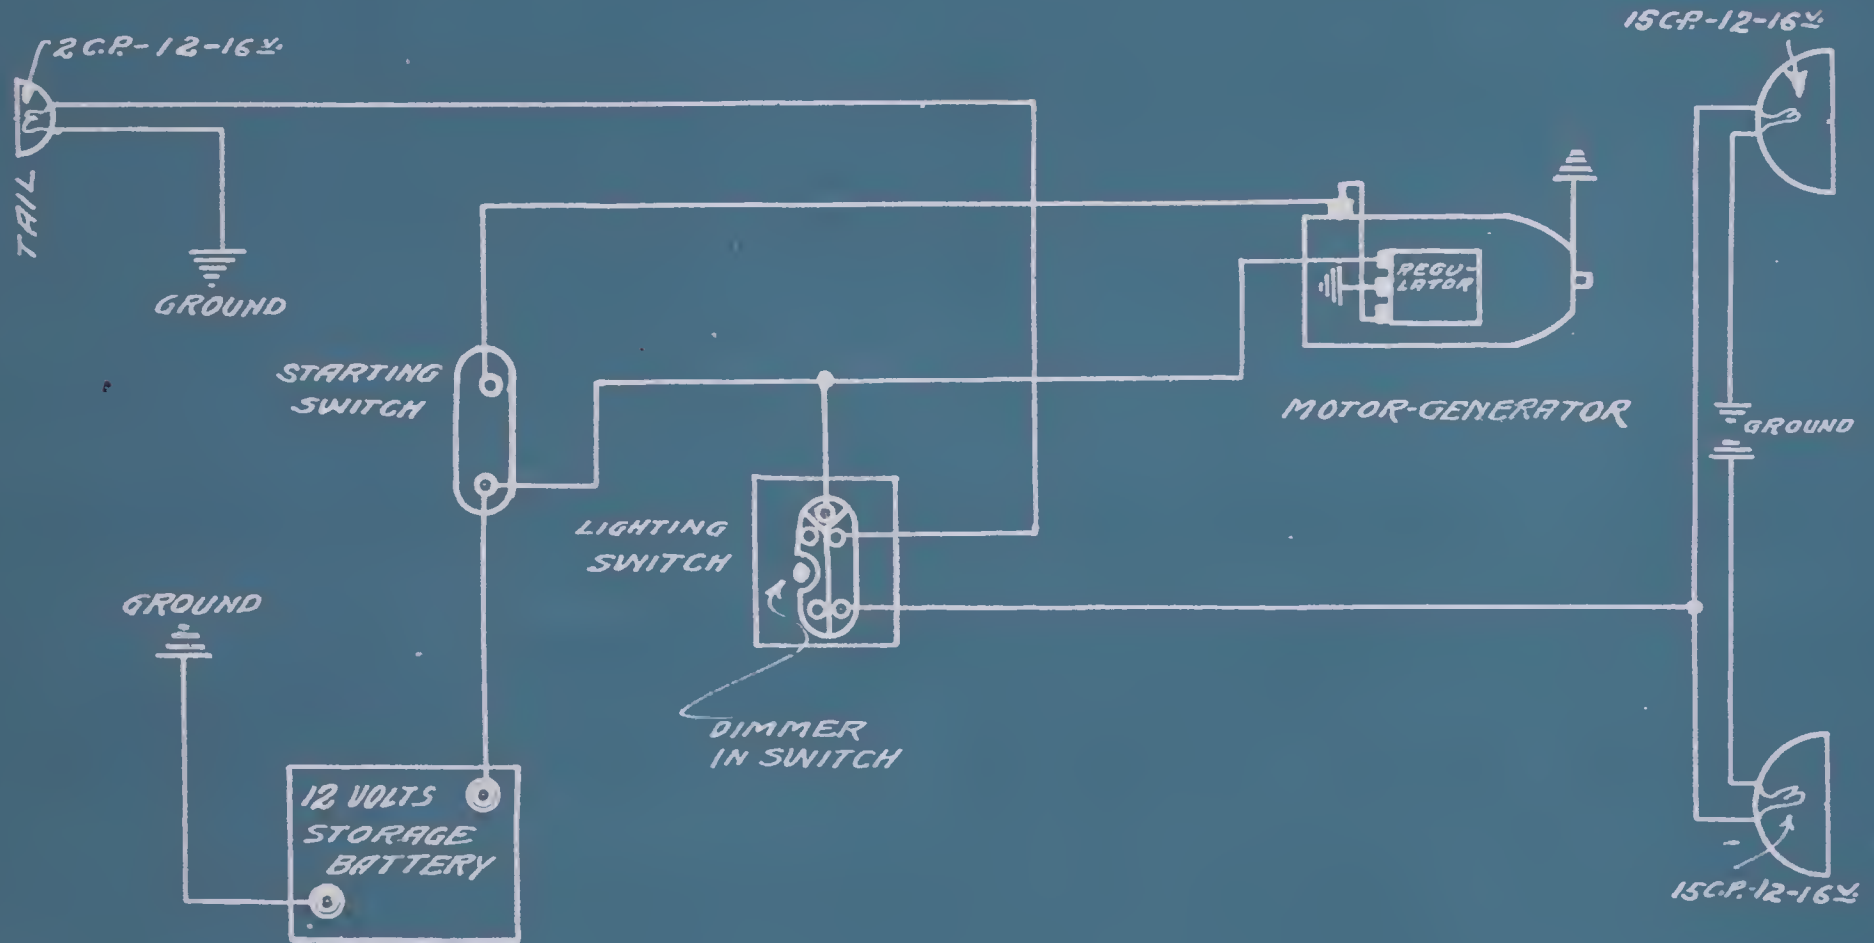 2 C.P.-12-16 V.
15 C.P.-12-16 V.
TAIL
GROUND
REGU-
LATOR
STARTING
SWITCH
MOTOR-GENERATOR
GROUND
LIGHTING
SWITCH
GROUND
DIMMER
IN SWITCH
12 VOLTS
STORAGE
BATTERY
15 C.P.-12-16 V.